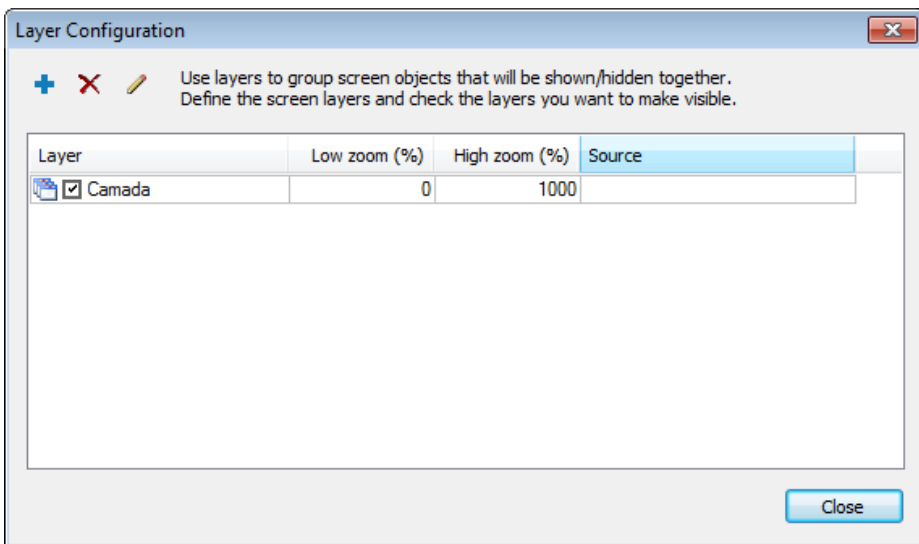 Layer Configuration
Use layers to group screen objects that will be shown/hidden together.
Define the screen layers and check the layers you want to make visible.
Layer Low zoom (%) High zoom (%) Source
Camada 0 1000
Close